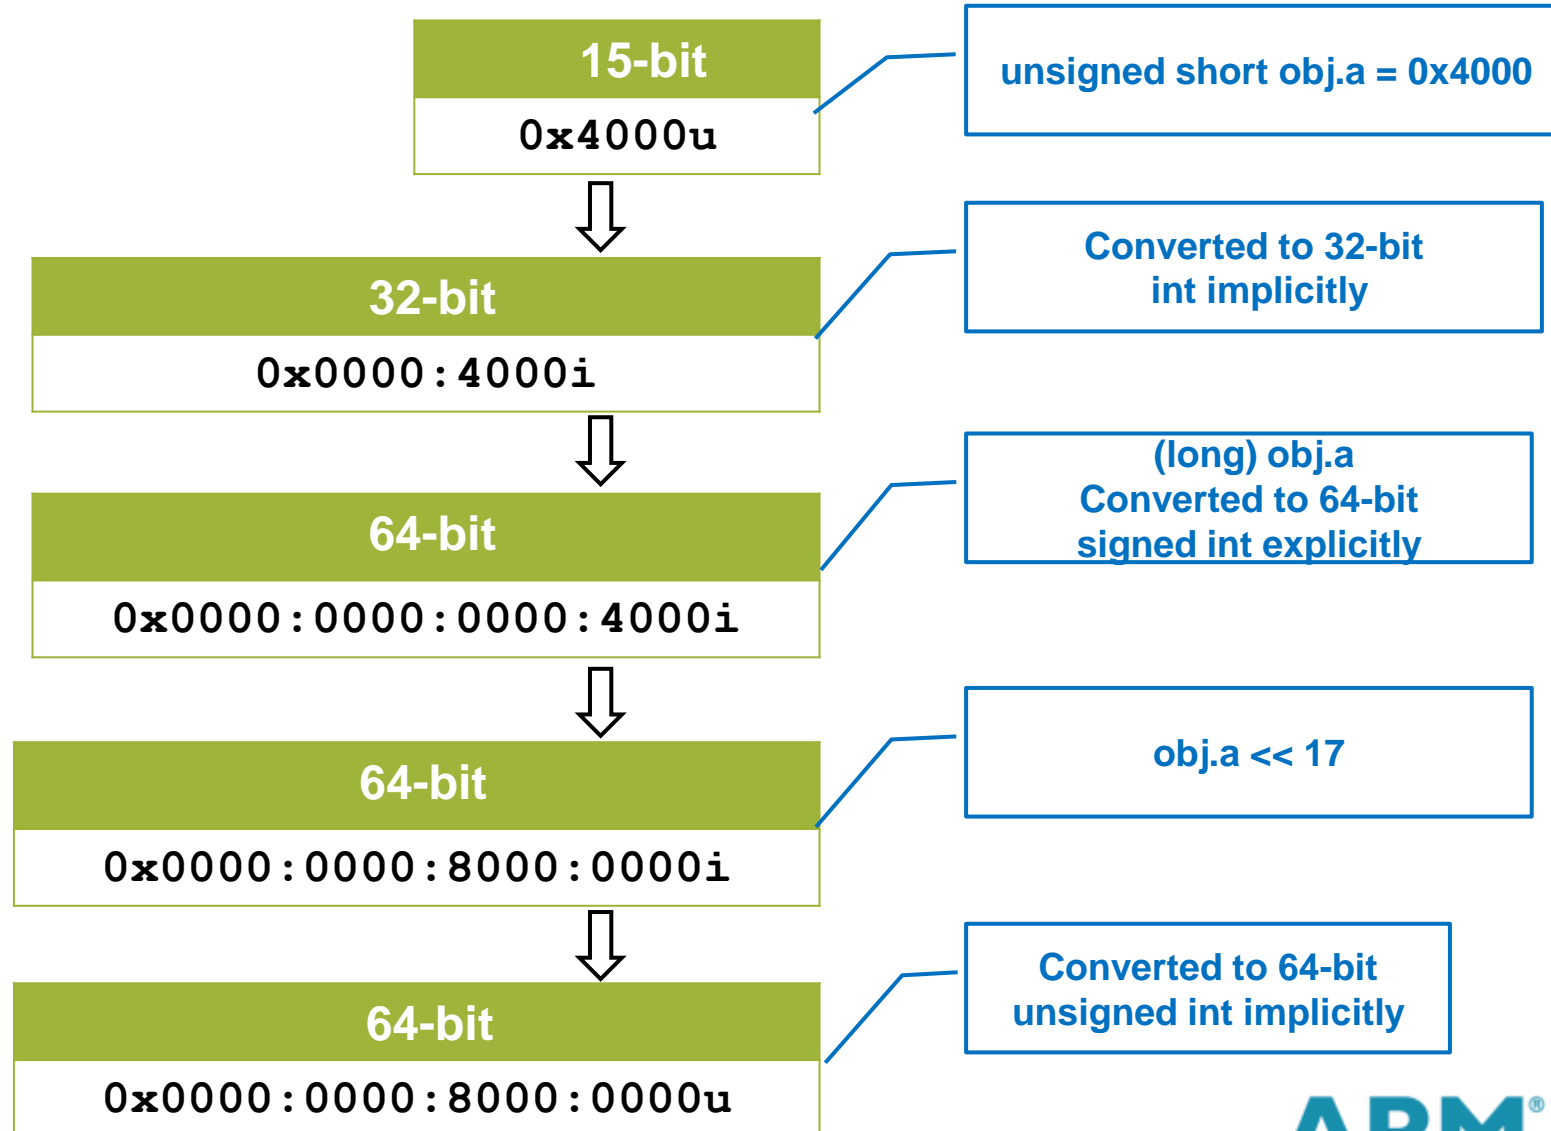 15-bit
0x4000u
unsigned short obj.a = 0x4000
32-bit
0x0000:4000i
Converted to 32-bit
int implicitly
64-bit
0x0000:0000:0000:4000i
(long) obj.a
Converted to 64-bit
signed int explicitly
64-bit
0x0000:0000:8000:0000i
obj.a << 17
64-bit
0x0000:0000:8000:0000u
Converted to 64-bit
unsigned int implicitly
ARM®